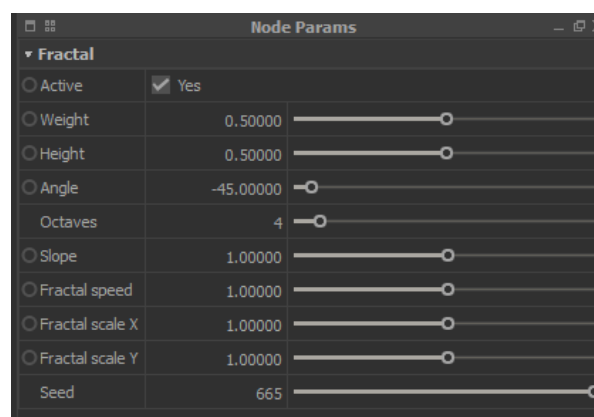 Node Params
Fractal
Active Yes
Weight 0.50000
Height 0.50000
Angle -45.00000
Octaves 4
Slope 1.00000
Fractal speed 1.00000
Fractal scale X 1.00000
Fractal scale Y 1.00000
Seed 665